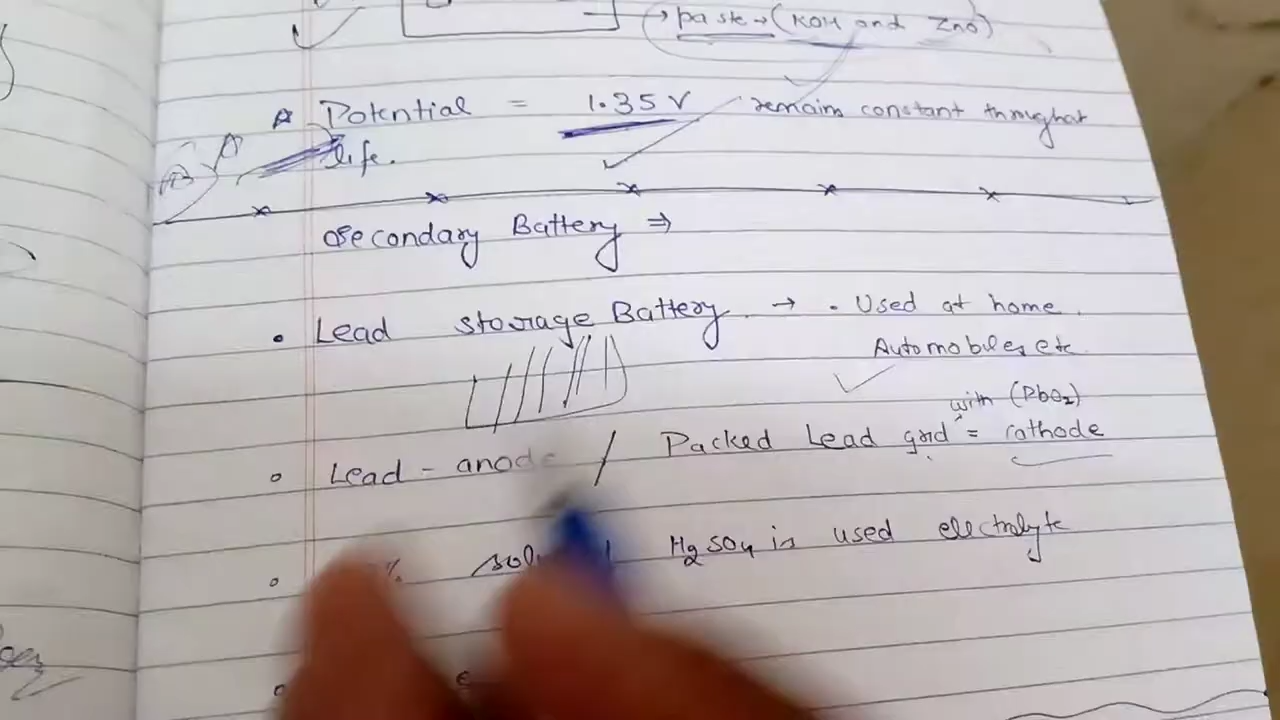 → paste → (KOH and ZnO)
Potential = 1.35 V remain constant throughat
life.
Secondary Battery ⇒
• Lead storage Battery → • Used at home.
Automobiles etc
with (PbO2)
• Lead - anode / Packed Lead grid = cathode
% H2SO4 is used electrolyte